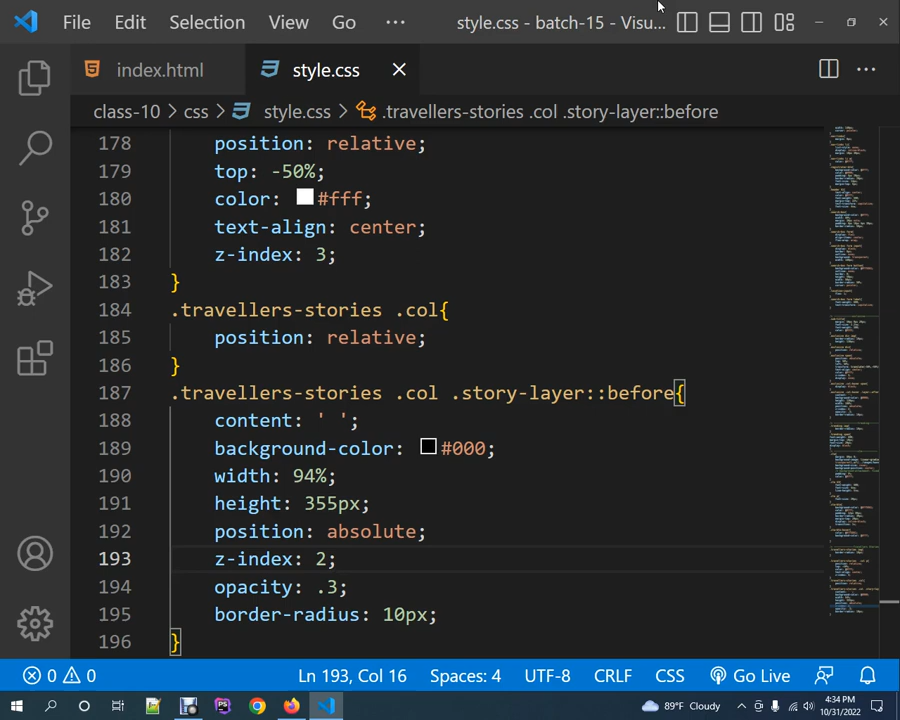 File Edit Selection View Go ··· style.css - batch-15 - Visu...
index.html style.css
class-10 > css > style.css > .travellers-stories .col .story-layer::before
178 position: relative;
179 top: -50%;
180 color: #fff;
181 text-align: center;
182 z-index: 3;
183 }
184 .travellers-stories .col{
185 position: relative;
186 }
187 .travellers-stories .col .story-layer::before{
188 content: ' ';
189 background-color: #000;
190 width: 94%;
191 height: 355px;
192 position: absolute;
193 z-index: 2;
194 opacity: .3;
195 border-radius: 10px;
196 }
0 0 Ln 193, Col 16 Spaces: 4 UTF-8 CRLF CSS Go Live
PS 89°F Cloudy 4:34 PM
10/31/2022